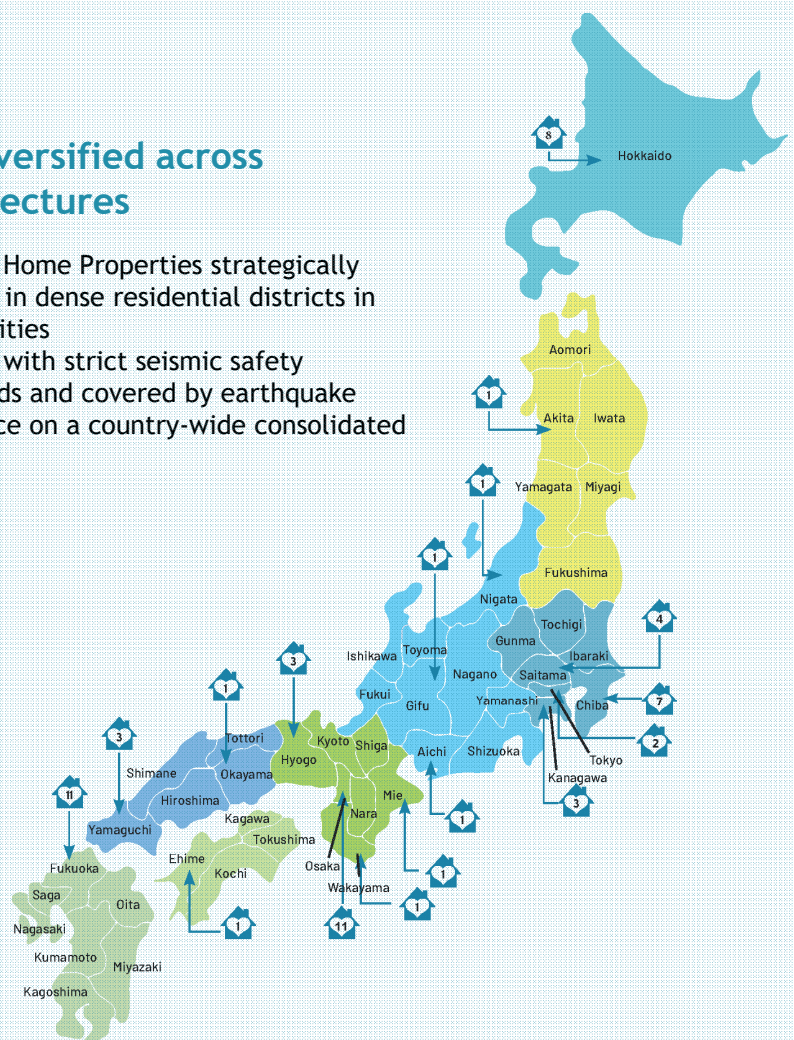 8
Hokkaido
versified across
ectures
Home Properties strategically
in dense residential districts in
ities
with strict seismic safety
ds and covered by earthquake
ce on a country-wide consolidated
Aomori
1
Akita
Iwata
1
Yamagata
Miyagi
1
Fukushima
Nigata
4
Tochigi
Gunma
Ibaraki
Ishikawa
Toyoma
3
Nagano
Saitama
1
Fukui
Gifu
Yamanashi
Chiba
7
3
Tottori
Kyoto
Shiga
2
Hyogo
Aichi
Shizuoka
Tokyo
Shimane
Okayama
Kanagawa
11
Hiroshima
Mie
3
Yamaguchi
Kagawa
Nara
1
Tokushima
Ehime
Osaka
Fukuoka
Kochi
1
Wakayama
Saga
Oita
1
Nagasaki
1
11
Kumamoto
Miyazaki
Kagoshima